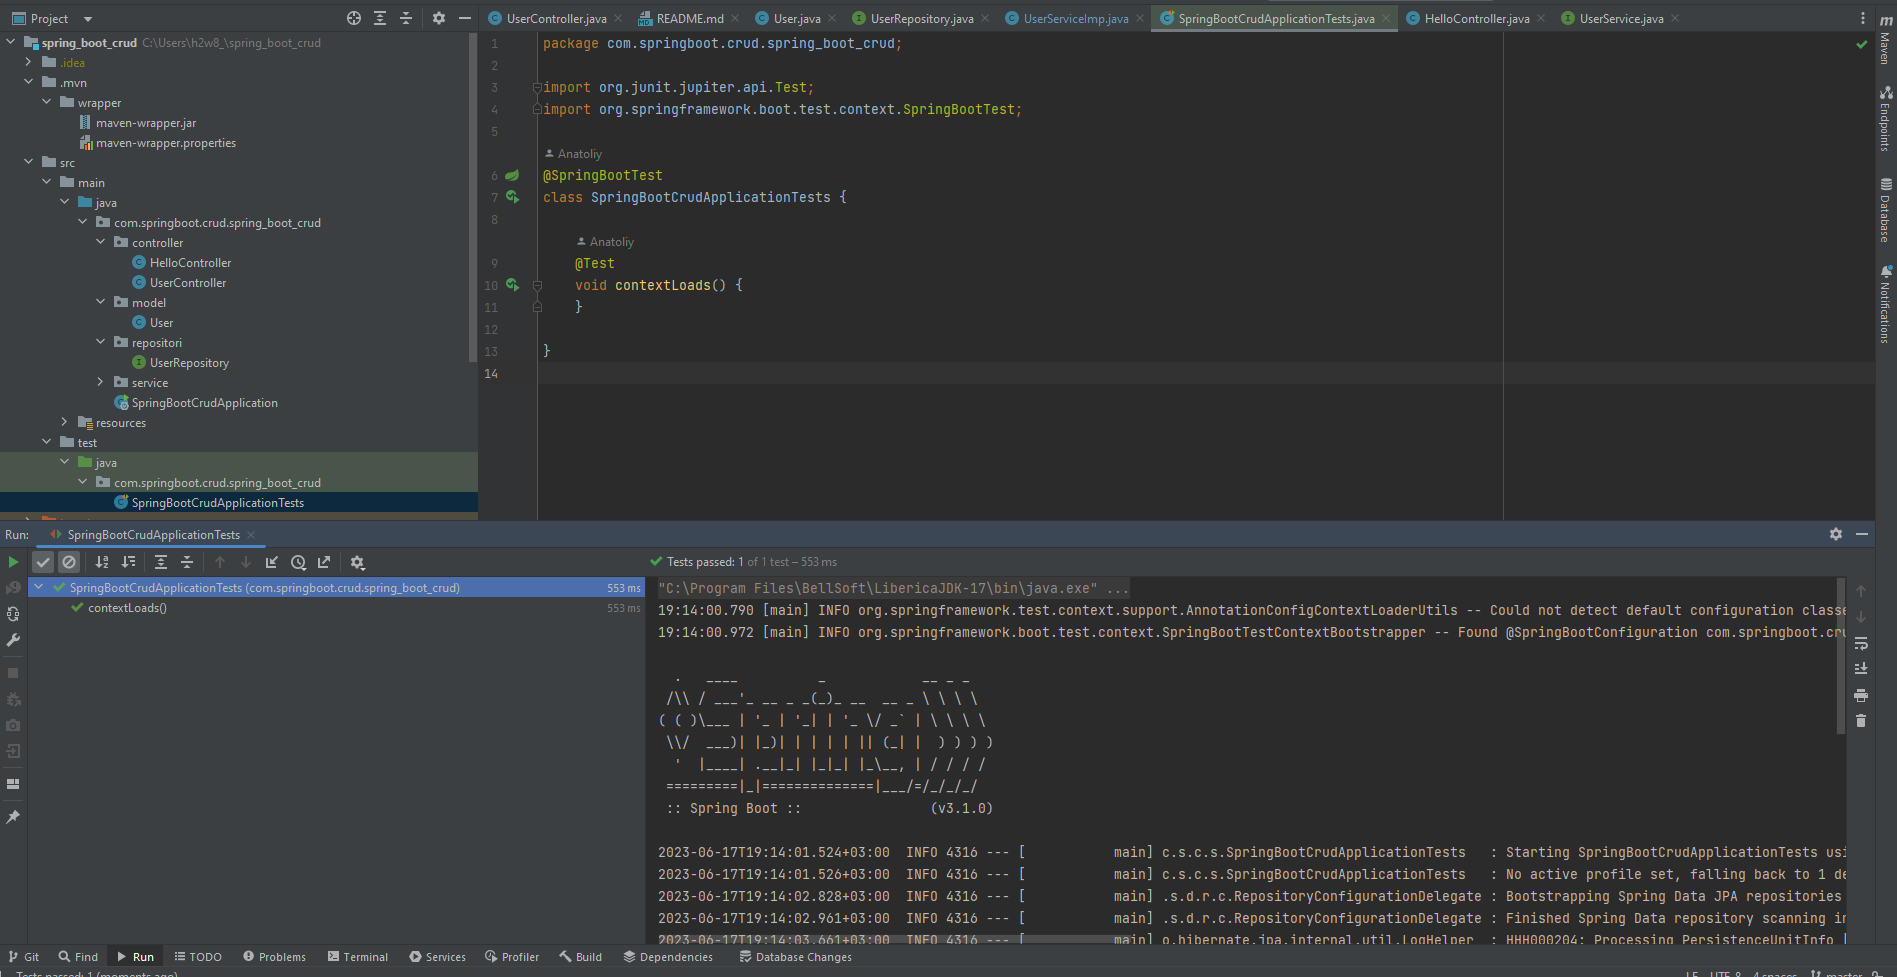 Project
UserController.java
README.md
User.java
UserRepository.java
UserServiceImp.java
SpringBootCrudApplicationTests.java
HelloController.java
UserService.java
spring_boot_crud C:\Users\h2w8_\spring_boot_crud
.idea
.mvn
wrapper
maven-wrapper.jar
maven-wrapper.properties
src
main
java
com.springboot.crud.spring_boot_crud
controller
HelloController
UserController
model
User
repositori
UserRepository
service
SpringBootCrudApplication
resources
test
java
com.springboot.crud.spring_boot_crud
SpringBootCrudApplicationTests
1 package com.springboot.crud.spring_boot_crud;
2
3 import org.junit.jupiter.api.Test;
4 import org.springframework.boot.test.context.SpringBootTest;
5
Anatoliy
6 @SpringBootTest
7 class SpringBootCrudApplicationTests {
8
Anatoliy
9 @Test
10 void contextLoads() {
11 }
12
13 }
14
Maven
Endpoints
Database
Notifications
Run: SpringBootCrudApplicationTests
Tests passed: 1 of 1 test – 553 ms
SpringBootCrudApplicationTests (com.springboot.crud.spring_boot_crud) 553 ms
contextLoads() 553 ms
"C:\Program Files\BellSoft\LibericaJDK-17\bin\java.exe" ...
19:14:00.790 [main] INFO org.springframework.test.context.support.AnnotationConfigContextLoaderUtils -- Could not detect default configuration classe
19:14:00.972 [main] INFO org.springframework.boot.test.context.SpringBootTestContextBootstrapper -- Found @SpringBootConfiguration com.springboot.cru
  .   ____          _            __ _ _
 /\\ / ___'_ __ _ _(_)_ __  __ _ \ \ \ \
( ( )\___ | '_ | '_| | '_ \/ _` | \ \ \ \
 \\/  ___)| |_)| | | | | || (_| |  ) ) ) )
  '  |____| .__|_| |_|_| |_\__, | / / / /
 =========|_|==============|___/=/_/_/_/
 :: Spring Boot ::                (v3.1.0)
2023-06-17T19:14:01.524+03:00  INFO 4316 --- [           main] c.s.c.s.SpringBootCrudApplicationTests   : Starting SpringBootCrudApplicationTests usi
2023-06-17T19:14:01.526+03:00  INFO 4316 --- [           main] c.s.c.s.SpringBootCrudApplicationTests   : No active profile set, falling back to 1 de
2023-06-17T19:14:02.828+03:00  INFO 4316 --- [           main] .s.d.r.c.RepositoryConfigurationDelegate : Bootstrapping Spring Data JPA repositories
2023-06-17T19:14:02.961+03:00  INFO 4316 --- [           main] .s.d.r.c.RepositoryConfigurationDelegate : Finished Spring Data repository scanning in
2023-06-17T19:14:03.661+03:00  INFO 4316 --- [           main] o.hibernate.jpa.internal.util.LogHelper  : HHH000204: Processing PersistenceUnitInfo [
Git
Find
Run
TODO
Problems
Terminal
Services
Profiler
Build
Dependencies
Database Changes
Tests passed: 1 (moments ago)
LF UTF-8 4 spaces master